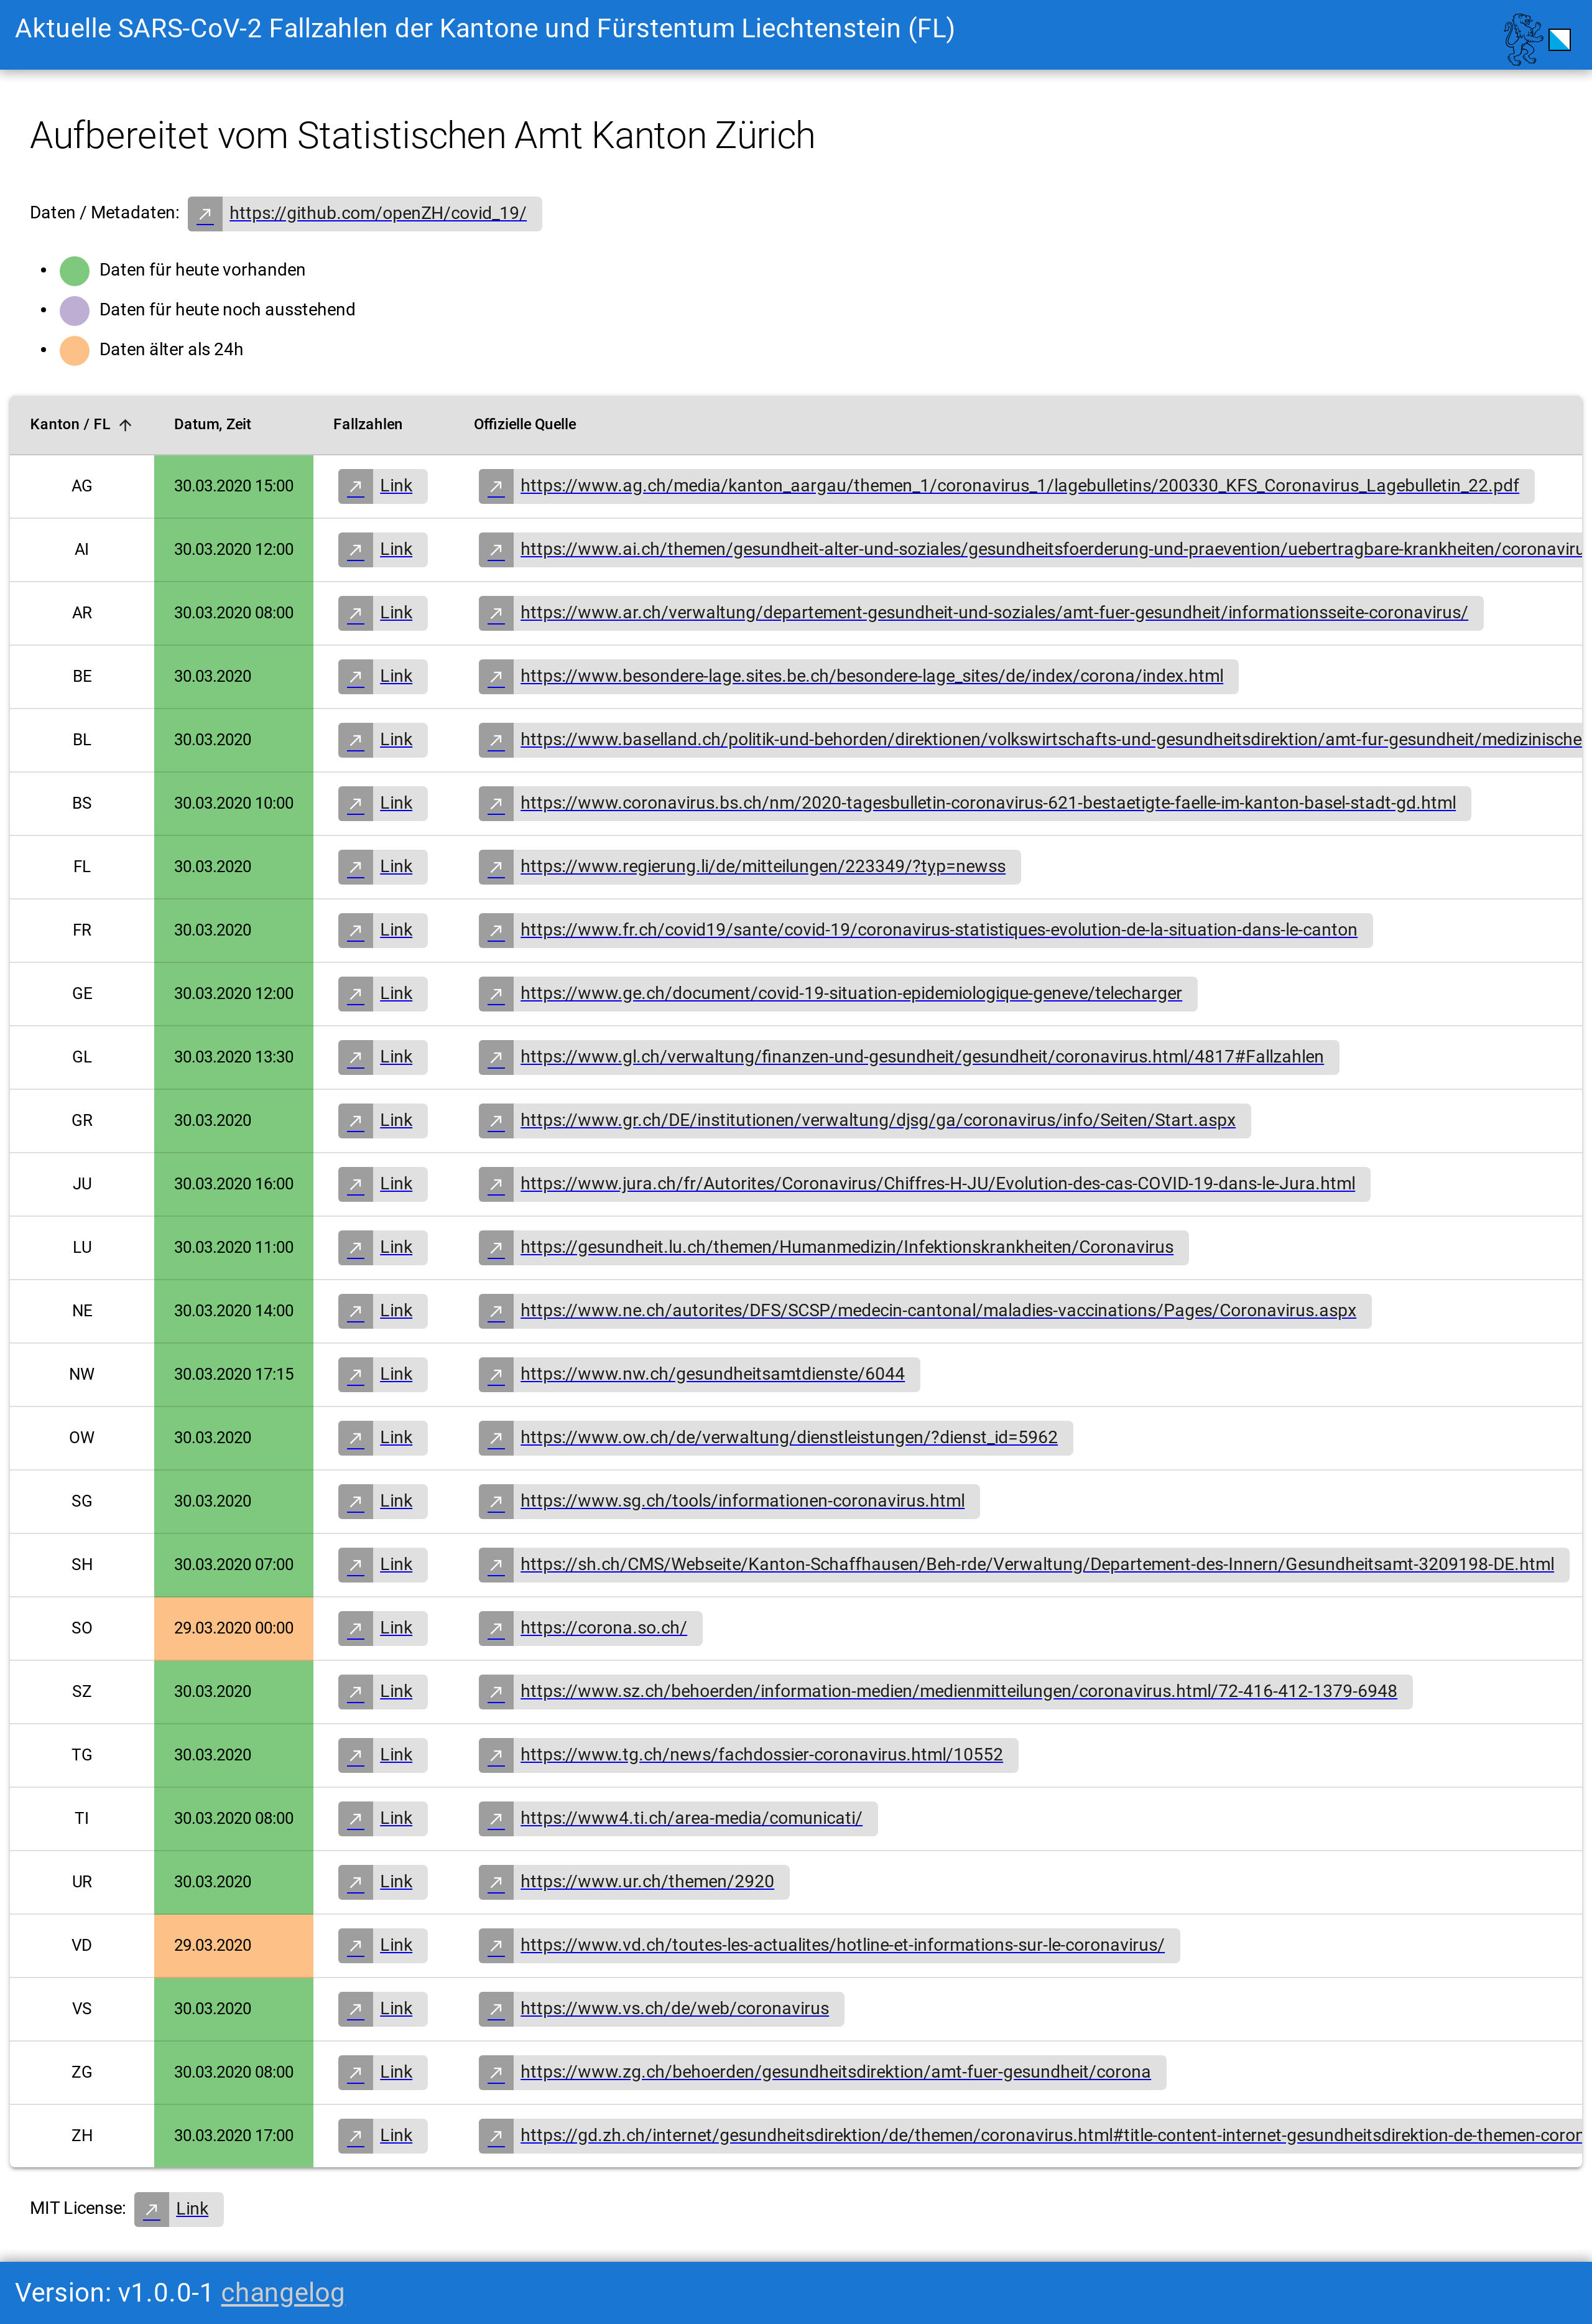 Aktuelle SARS-CoV-2 Fallzahlen der Kantone und Fürstentum Liechtenstein (FL)
Aufbereitet vom Statistischen Amt Kanton Zürich
Daten / Metadaten: https://github.com/openZH/covid_19/
Daten für heute vorhanden
Daten für heute noch ausstehend
Daten älter als 24h
Kanton / FL Datum, Zeit Fallzahlen Offizielle Quelle
AG 30.03.2020 15:00 Link https://www.ag.ch/media/kanton_aargau/themen_1/coronavirus_1/lagebulletins/200330_KFS_Coronavirus_Lagebulletin_22.pdf
AI 30.03.2020 12:00 Link https://www.ai.ch/themen/gesundheit-alter-und-soziales/gesundheitsfoerderung-und-praevention/uebertragbare-krankheiten/coronaviru
AR 30.03.2020 08:00 Link https://www.ar.ch/verwaltung/departement-gesundheit-und-soziales/amt-fuer-gesundheit/informationsseite-coronavirus/
BE 30.03.2020 Link https://www.besondere-lage.sites.be.ch/besondere-lage_sites/de/index/corona/index.html
BL 30.03.2020 Link https://www.baselland.ch/politik-und-behorden/direktionen/volkswirtschafts-und-gesundheitsdirektion/amt-fur-gesundheit/medizinische
BS 30.03.2020 10:00 Link https://www.coronavirus.bs.ch/nm/2020-tagesbulletin-coronavirus-621-bestaetigte-faelle-im-kanton-basel-stadt-gd.html
FL 30.03.2020 Link https://www.regierung.li/de/mitteilungen/223349/?typ=newss
FR 30.03.2020 Link https://www.fr.ch/covid19/sante/covid-19/coronavirus-statistiques-evolution-de-la-situation-dans-le-canton
GE 30.03.2020 12:00 Link https://www.ge.ch/document/covid-19-situation-epidemiologique-geneve/telecharger
GL 30.03.2020 13:30 Link https://www.gl.ch/verwaltung/finanzen-und-gesundheit/gesundheit/coronavirus.html/4817#Fallzahlen
GR 30.03.2020 Link https://www.gr.ch/DE/institutionen/verwaltung/djsg/ga/coronavirus/info/Seiten/Start.aspx
JU 30.03.2020 16:00 Link https://www.jura.ch/fr/Autorites/Coronavirus/Chiffres-H-JU/Evolution-des-cas-COVID-19-dans-le-Jura.html
LU 30.03.2020 11:00 Link https://gesundheit.lu.ch/themen/Humanmedizin/Infektionskrankheiten/Coronavirus
NE 30.03.2020 14:00 Link https://www.ne.ch/autorites/DFS/SCSP/medecin-cantonal/maladies-vaccinations/Pages/Coronavirus.aspx
NW 30.03.2020 17:15 Link https://www.nw.ch/gesundheitsamtdienste/6044
OW 30.03.2020 Link https://www.ow.ch/de/verwaltung/dienstleistungen/?dienst_id=5962
SG 30.03.2020 Link https://www.sg.ch/tools/informationen-coronavirus.html
SH 30.03.2020 07:00 Link https://sh.ch/CMS/Webseite/Kanton-Schaffhausen/Beh-rde/Verwaltung/Departement-des-Innern/Gesundheitsamt-3209198-DE.html
SO 29.03.2020 00:00 Link https://corona.so.ch/
SZ 30.03.2020 Link https://www.sz.ch/behoerden/information-medien/medienmitteilungen/coronavirus.html/72-416-412-1379-6948
TG 30.03.2020 Link https://www.tg.ch/news/fachdossier-coronavirus.html/10552
TI 30.03.2020 08:00 Link https://www4.ti.ch/area-media/comunicati/
UR 30.03.2020 Link https://www.ur.ch/themen/2920
VD 29.03.2020 Link https://www.vd.ch/toutes-les-actualites/hotline-et-informations-sur-le-coronavirus/
VS 30.03.2020 Link https://www.vs.ch/de/web/coronavirus
ZG 30.03.2020 08:00 Link https://www.zg.ch/behoerden/gesundheitsdirektion/amt-fuer-gesundheit/corona
ZH 30.03.2020 17:00 Link https://gd.zh.ch/internet/gesundheitsdirektion/de/themen/coronavirus.html#title-content-internet-gesundheitsdirektion-de-themen-coron
MIT License: Link
Version: v1.0.0-1 changelog